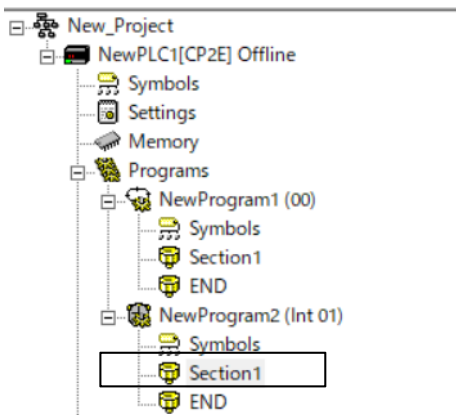 New_Project
NewPLC1[CP2E] Offline
Symbols
Settings
Memory
Programs
NewProgram1 (00)
Symbols
Section1
END
NewProgram2 (Int 01)
Symbols
Section1
END